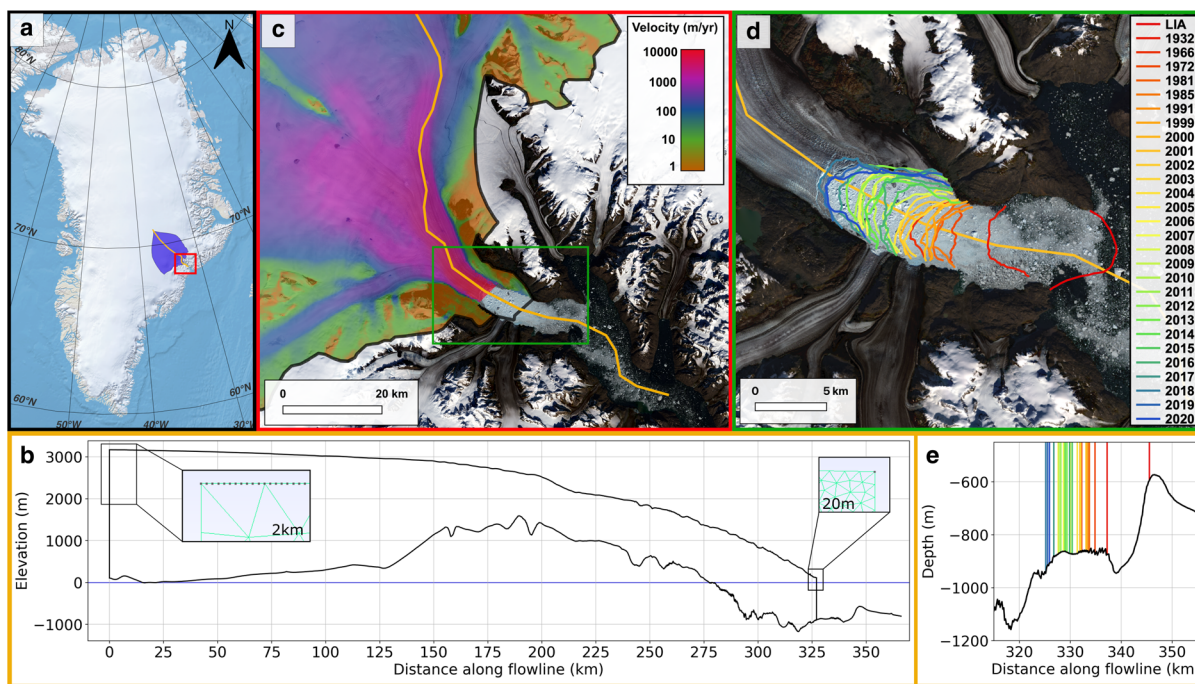 a
N
80°N
70°N
70°N
60°N
60°N
50°W
40°W
30°
c
Velocity (m/yr)
10000
1000
100
10
1
0
20 km
d
0
5 km
LIA
1932
1966
1972
1981
1985
1991
1999
2000
2001
2002
2003
2004
2005
2006
2007
2008
2009
2010
2011
2012
2013
2014
2015
2016
2017
2018
2019
2020
b
Elevation (m)
3000
2000
1000
0
−1000
2km
20m
0
25
50
75
100
125
150
175
200
225
250
275
300
325
350
Distance along flowline (km)
e
Depth (m)
−600
−800
−1000
−1200
320
330
340
350
Distance along flowline (km